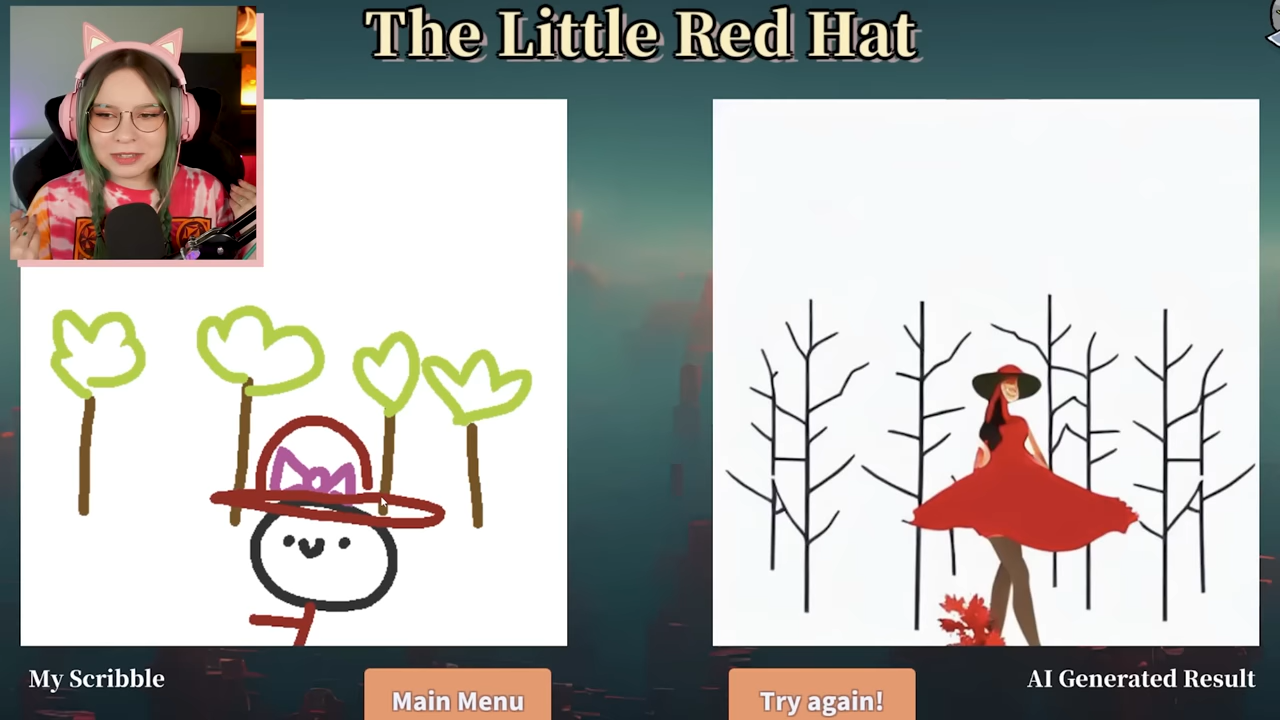 The Little Red Hat
My Scribble
Main Menu
Try again!
AI Generated Result